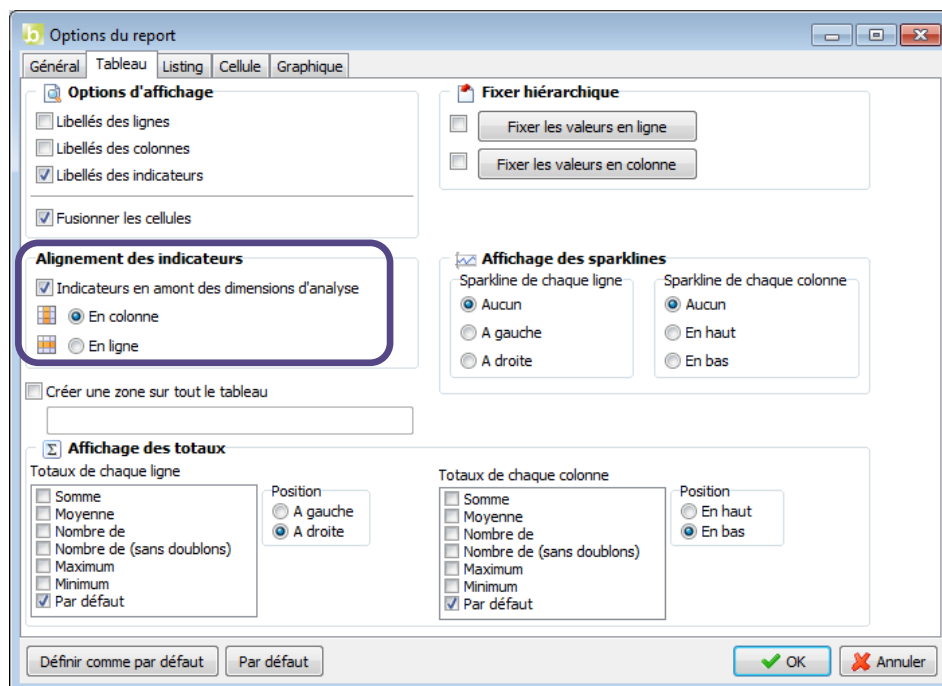 b Options du report
Général Tableau Listing Cellule Graphique
Options d'affichage
Libellés des lignes
Libellés des colonnes
Libellés des indicateurs
Fusionner les cellules
Fixer hiérarchique
Fixer les valeurs en ligne
Fixer les valeurs en colonne
Alignement des indicateurs
Indicateurs en amont des dimensions d'analyse
En colonne
En ligne
Affichage des sparklines
Sparkline de chaque ligne
Aucun
A gauche
A droite
Sparkline de chaque colonne
Aucun
En haut
En bas
Créer une zone sur tout le tableau
Σ Affichage des totaux
Totaux de chaque ligne
Somme
Moyenne
Nombre de
Nombre de (sans doublons)
Maximum
Minimum
Par défaut
Position
A gauche
A droite
Totaux de chaque colonne
Somme
Moyenne
Nombre de
Nombre de (sans doublons)
Maximum
Minimum
Par défaut
Position
En haut
En bas
Définir comme par défaut Par défaut OK Annuler